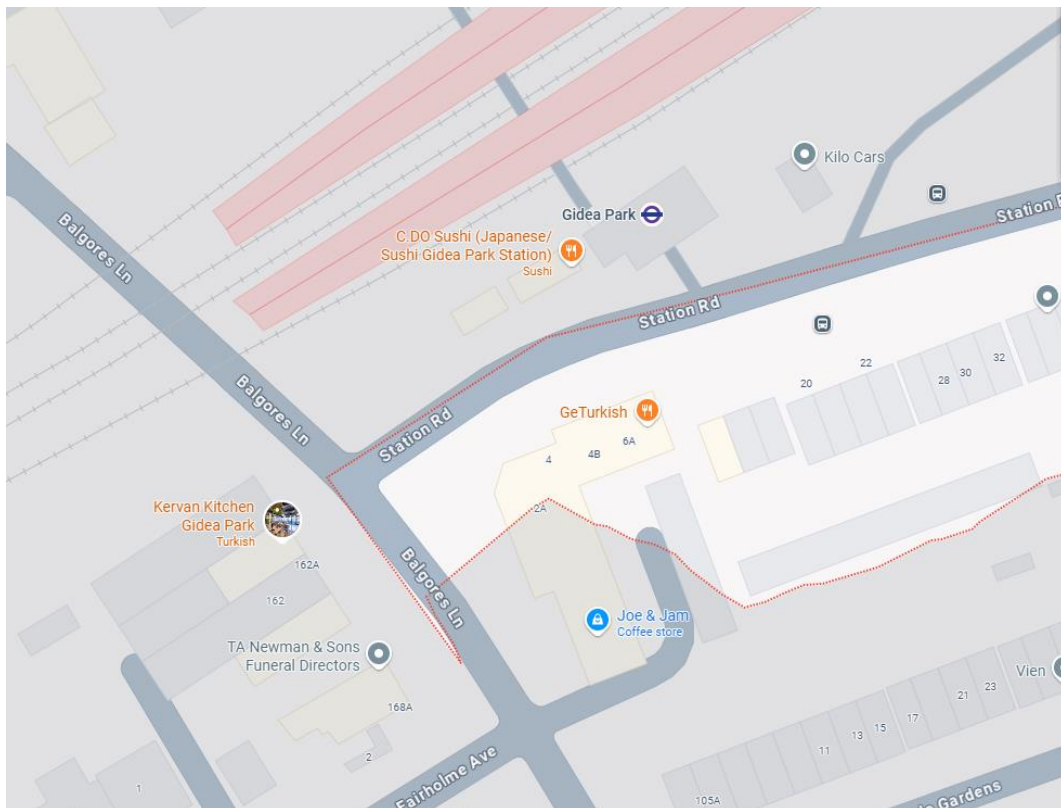 Kilo Cars
Balgores Ln
Gidea Park
Station R
C.DO Sushi (Japanese/
Sushi Gidea Park Station)
Sushi
Station Rd
32
22
30
28
20
Balgores Ln
GeTurkish
Station Rd
6A
4B
4
Kervan Kitchen
Gidea Park
Turkish
2A
162A
Balgores Ln
162
Joe & Jam
Coffee store
TA Newman & Sons
Funeral Directors
Vien
23
21
168A
17
15
13
11
2
Fairholme Ave
1
Gardens
105A